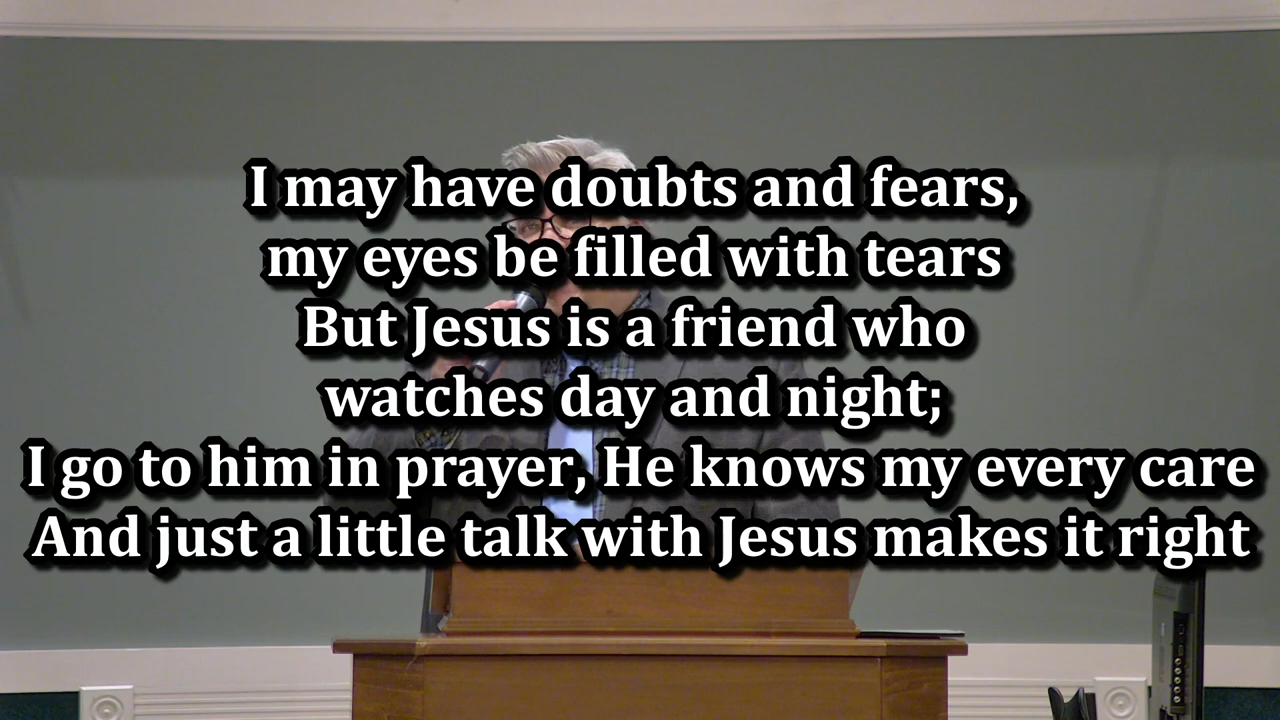 I may have doubts and fears,
my eyes be filled with tears
But Jesus is a friend who
watches day and night;
I go to him in prayer, He knows my every care
And just a little talk with Jesus makes it right